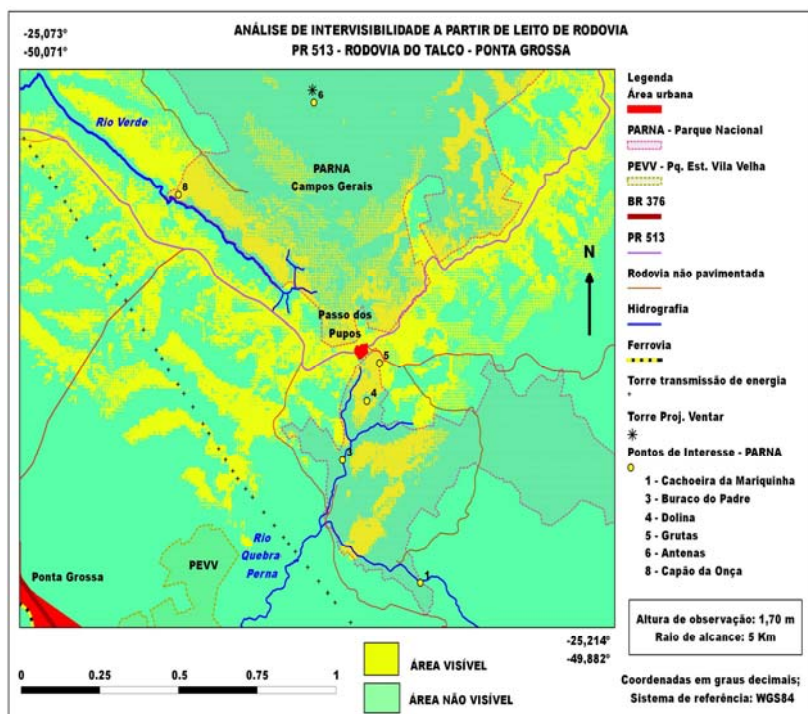 ANÁLISE DE INTERVISIBILIDADE A PARTIR DE LEITO DE RODOVIA
PR 513 - RODOVIA DO TALCO - PONTA GROSSA
-25,073º
-50,071º
Rio Verde
6
PARNA
Campos Gerais
8
Passo dos
Pupos
5
4
3
Rio
Quebra
Perna
PEVV
Ponta Grossa
1
N
Legenda
Área urbana
PARNA - Parque Nacional
PEVV - Pq. Est. Vila Velha
BR 376
PR 513
Rodovia não pavimentada
Hidrografia
Ferrovia
Torre transmissão de energia
Torre Proj. Ventar
Pontos de Interesse - PARNA
1 - Cachoeira da Mariquinha
3 - Buraco do Padre
4 - Dolina
5 - Grutas
6 - Antenas
8 - Capão da Onça
Altura de observação: 1,70 m
Raio de alcance: 5 Km
-25,214º
-49,882º
Coordenadas em graus decimais;
Sistema de referência: WGS84
0 0.25 0.5 0.75 1
ÁREA VISÍVEL
ÁREA NÃO VISÍVEL